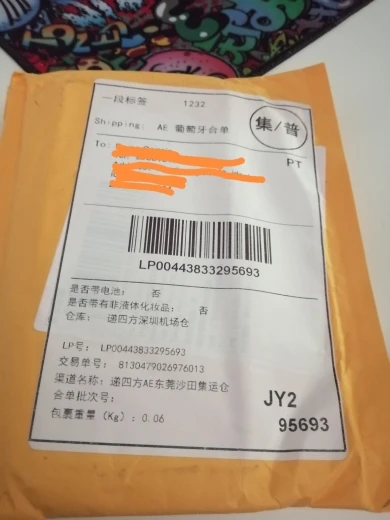 一段标签 1232
集/普
Shipping: AE 葡萄牙合单
To:
PT
LP00443833295693
是否带电池： 否
是否带有非液体化妆品： 否
仓库： 递四方深圳机场仓
LP号： LP00443833295693
交易单号： 8130479026976013
渠道名称：递四方AE东莞沙田集运仓
合单批次号：
包裹重量（Kg）：0.06
JY2
95693